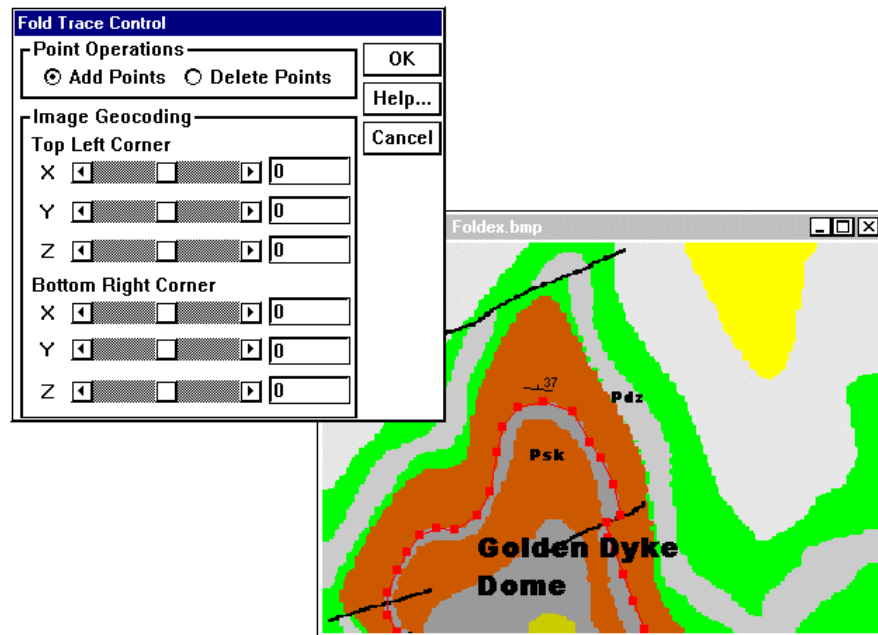 Fold Trace Control
Point Operations
Add Points Delete Points
OK
Help...
Cancel
Image Geocoding
Top Left Corner
X 0
Y 0
Z 0
Bottom Right Corner
X 0
Y 0
Z 0
Foldex.bmp
37
Pdz
Psk
Golden Dyke
Dome